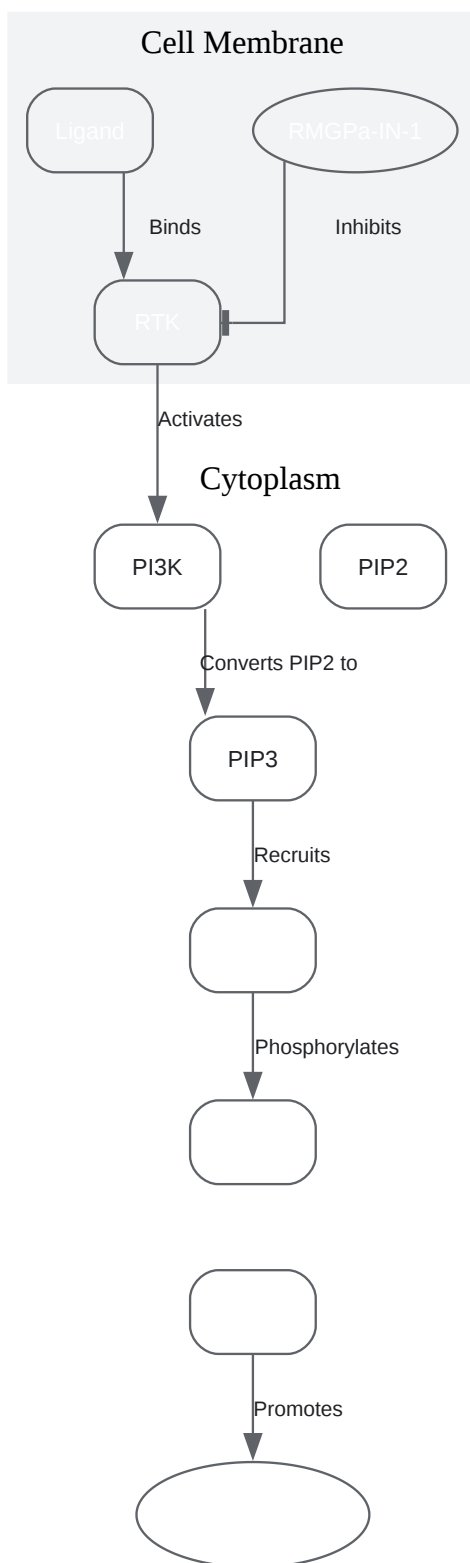 Cell Membrane
Ligand
RMGPa-IN-1
Binds
Inhibits
RTK
Activates
Cytoplasm
PI3K
PIP2
Converts PIP2 to
PIP3
Recruits
Phosphorylates
Promotes